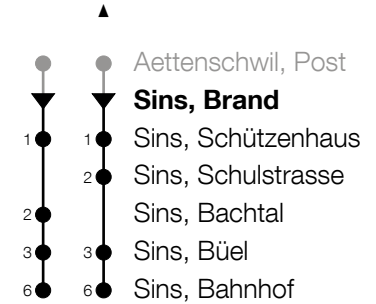 Aettenschwil, Post
Sins, Brand
1 1 Sins, Schützenhaus
2 Sins, Schulstrasse
2 Sins, Bachtal
3 3 Sins, Büel
6 6 Sins, Bahnhof